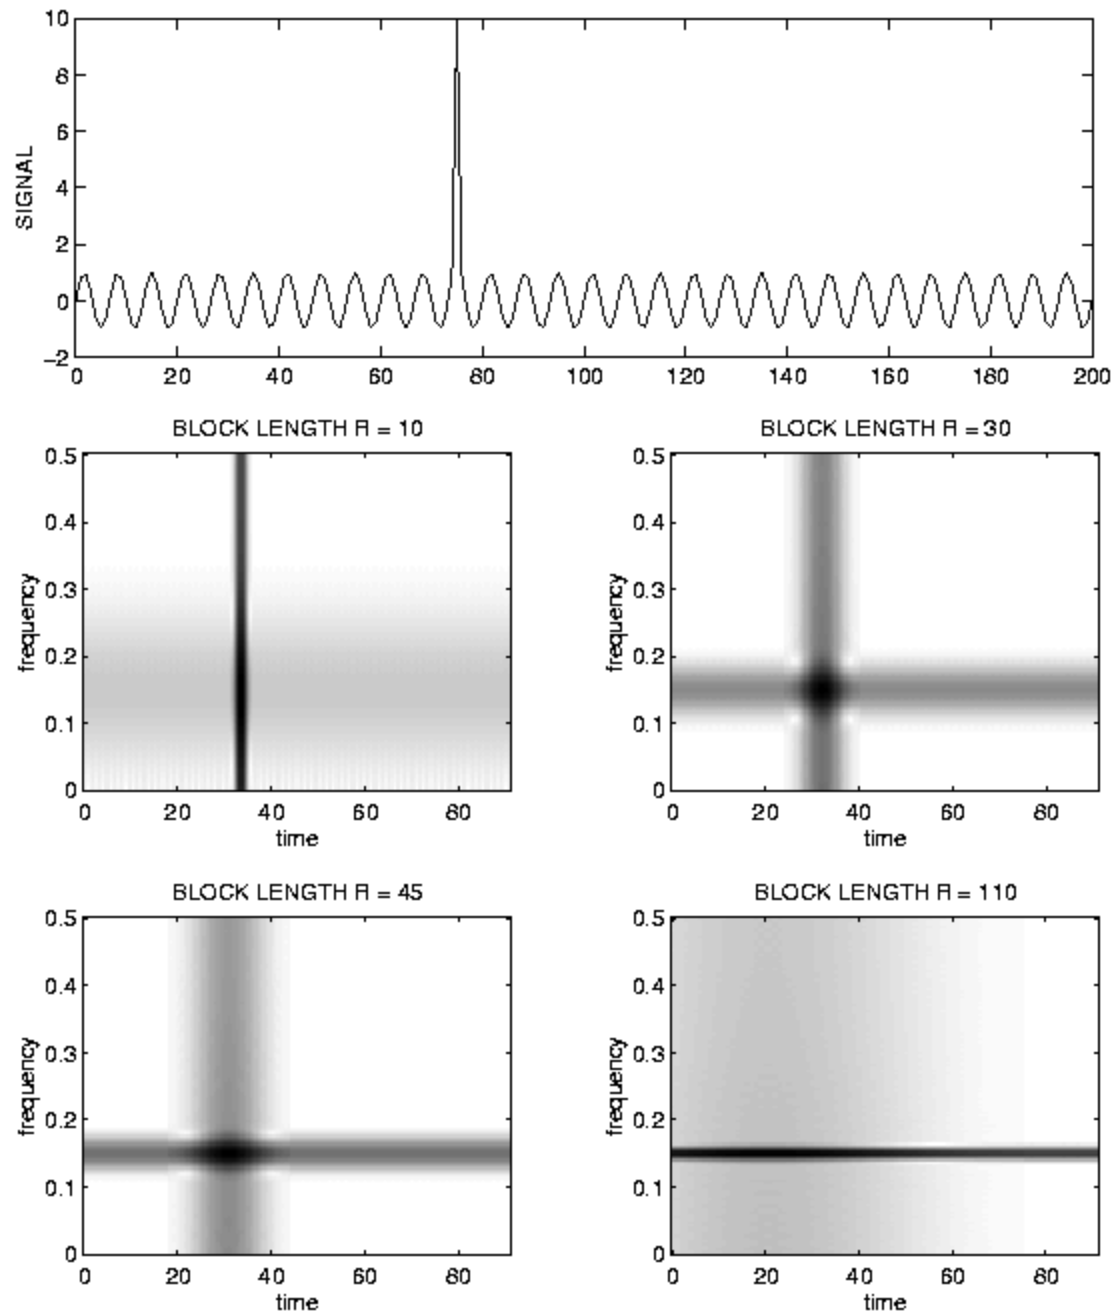 10
8
6
4
2
0
−2
SIGNAL
0 20 40 60 80 100 120 140 160 180 200
BLOCK LENGTH R = 10
0.5
0.4
0.3
0.2
0.1
0
frequency
0 20 40 60 80
time
BLOCK LENGTH R = 30
0.5
0.4
0.3
0.2
0.1
0
frequency
0 20 40 60 80
time
BLOCK LENGTH R = 45
0.5
0.4
0.3
0.2
0.1
0
frequency
0 20 40 60 80
time
BLOCK LENGTH R = 110
0.5
0.4
0.3
0.2
0.1
0
frequency
0 20 40 60 80
time